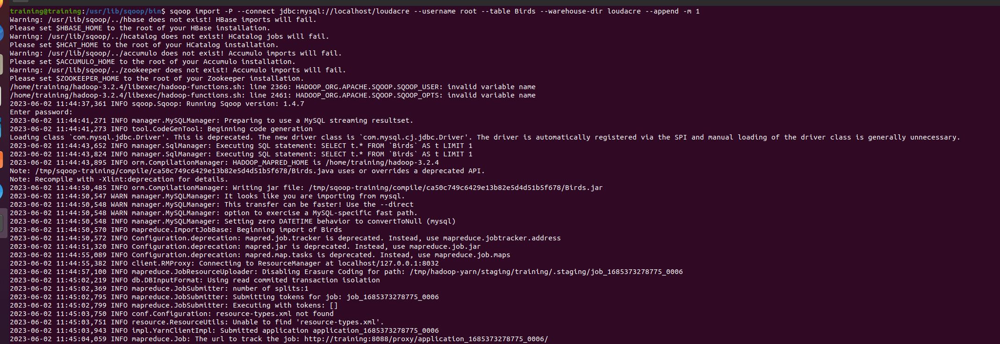 training@training:/usr/lib/sqoop/bin$ sqoop import -P --connect jdbc:mysql://localhost/loudacre --username root --table Birds --warehouse-dir loudacre --append -m 1
Warning: /usr/lib/sqoop/../hbase does not exist! HBase imports will fail.
Please set $HBASE_HOME to the root of your HBase installation.
Warning: /usr/lib/sqoop/../hcatalog does not exist! HCatalog jobs will fail.
Please set $HCAT_HOME to the root of your HCatalog installation.
Warning: /usr/lib/sqoop/../accumulo does not exist! Accumulo imports will fail.
Please set $ACCUMULO_HOME to the root of your Accumulo installation.
Warning: /usr/lib/sqoop/../zookeeper does not exist! Accumulo imports will fail.
Please set $ZOOKEEPER_HOME to the root of your Zookeeper installation.
/home/training/hadoop-3.2.4/libexec/hadoop-functions.sh: line 2366: HADOOP_ORG.APACHE.SQOOP.SQOOP_USER: invalid variable name
/home/training/hadoop-3.2.4/libexec/hadoop-functions.sh: line 2461: HADOOP_ORG.APACHE.SQOOP.SQOOP_OPTS: invalid variable name
2023-06-02 11:44:37,361 INFO sqoop.Sqoop: Running Sqoop version: 1.4.7
Enter password:
2023-06-02 11:44:41,271 INFO manager.MySQLManager: Preparing to use a MySQL streaming resultset.
2023-06-02 11:44:41,273 INFO tool.CodeGenTool: Beginning code generation
Loading class `com.mysql.jdbc.Driver'. This is deprecated. The new driver class is `com.mysql.cj.jdbc.Driver'. The driver is automatically registered via the SPI and manual loading of the driver class is generally unnecessary.
2023-06-02 11:44:43,652 INFO manager.SqlManager: Executing SQL statement: SELECT t.* FROM `Birds` AS t LIMIT 1
2023-06-02 11:44:43,824 INFO manager.SqlManager: Executing SQL statement: SELECT t.* FROM `Birds` AS t LIMIT 1
2023-06-02 11:44:43,895 INFO orm.CompilationManager: HADOOP_MAPRED_HOME is /home/training/hadoop-3.2.4
Note: /tmp/sqoop-training/compile/ca50c749c6429e13b82e5d4d51b5f678/Birds.java uses or overrides a deprecated API.
Note: Recompile with -Xlint:deprecation for details.
2023-06-02 11:44:50,485 INFO orm.CompilationManager: Writing jar file: /tmp/sqoop-training/compile/ca50c749c6429e13b82e5d4d51b5f678/Birds.jar
2023-06-02 11:44:50,547 WARN manager.MySQLManager: It looks like you are importing from mysql.
2023-06-02 11:44:50,548 WARN manager.MySQLManager: This transfer can be faster! Use the --direct
2023-06-02 11:44:50,548 WARN manager.MySQLManager: option to exercise a MySQL-specific fast path.
2023-06-02 11:44:50,548 INFO manager.MySQLManager: Setting zero DATETIME behavior to convertToNull (mysql)
2023-06-02 11:44:50,570 INFO mapreduce.ImportJobBase: Beginning import of Birds
2023-06-02 11:44:50,572 INFO Configuration.deprecation: mapred.job.tracker is deprecated. Instead, use mapreduce.jobtracker.address
2023-06-02 11:44:51,320 INFO Configuration.deprecation: mapred.jar is deprecated. Instead, use mapreduce.job.jar
2023-06-02 11:44:55,089 INFO Configuration.deprecation: mapred.map.tasks is deprecated. Instead, use mapreduce.job.maps
2023-06-02 11:44:55,382 INFO client.RMProxy: Connecting to ResourceManager at localhost/127.0.0.1:8032
2023-06-02 11:44:57,100 INFO mapreduce.JobResourceUploader: Disabling Erasure Coding for path: /tmp/hadoop-yarn/staging/training/.staging/job_1685373278775_0006
2023-06-02 11:45:02,219 INFO db.DBInputFormat: Using read commited transaction isolation
2023-06-02 11:45:02,369 INFO mapreduce.JobSubmitter: number of splits:1
2023-06-02 11:45:02,795 INFO mapreduce.JobSubmitter: Submitting tokens for job: job_1685373278775_0006
2023-06-02 11:45:02,799 INFO mapreduce.JobSubmitter: Executing with tokens: []
2023-06-02 11:45:03,750 INFO conf.Configuration: resource-types.xml not found
2023-06-02 11:45:03,751 INFO resource.ResourceUtils: Unable to find 'resource-types.xml'.
2023-06-02 11:45:03,943 INFO impl.YarnClientImpl: Submitted application application_1685373278775_0006
2023-06-02 11:45:04,059 INFO mapreduce.Job: The url to track the job: http://training:8088/proxy/application_1685373278775_0006/